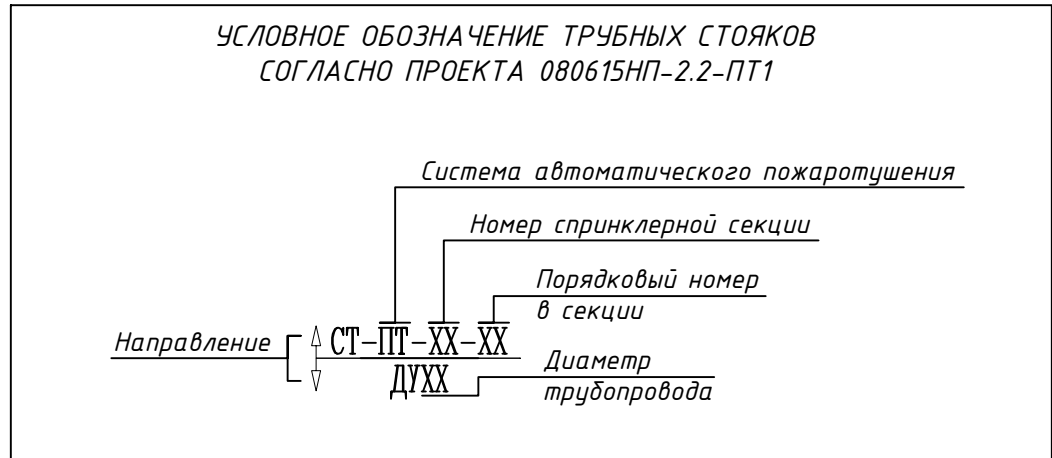 УСЛОВНОЕ ОБОЗНАЧЕНИЕ ТРУБНЫХ СТОЯКОВ
СОГЛАСНО ПРОЕКТА 080615НП-2.2-ПТ1
Система автоматического пожаротушения
Номер спринклерной секции
Порядковый номер
в секции
Направление
СТ-ПТ-ХХ-ХХ
ДУХХ
Диаметр
трубопровода